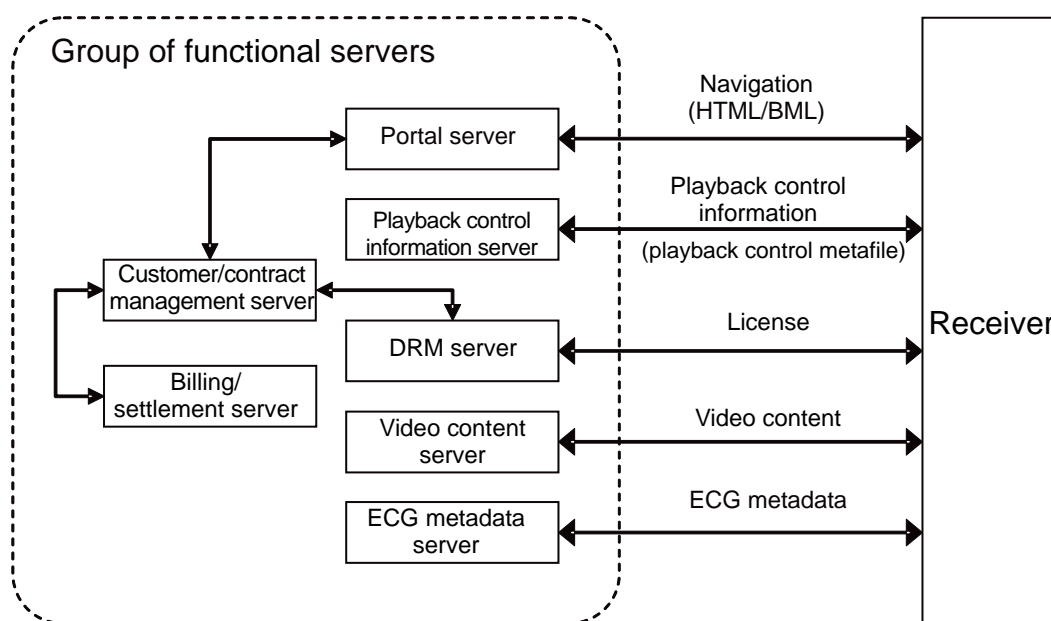 Group of functional servers
Navigation
(HTML/BML)
Portal server
Playback control
information
(playback control metafile)
Playback control
information server
Customer/contract
management server
License
Receiver
DRM server
Billing/
settlement server
Video content
Video content
server
ECG metadata
ECG metadata
server